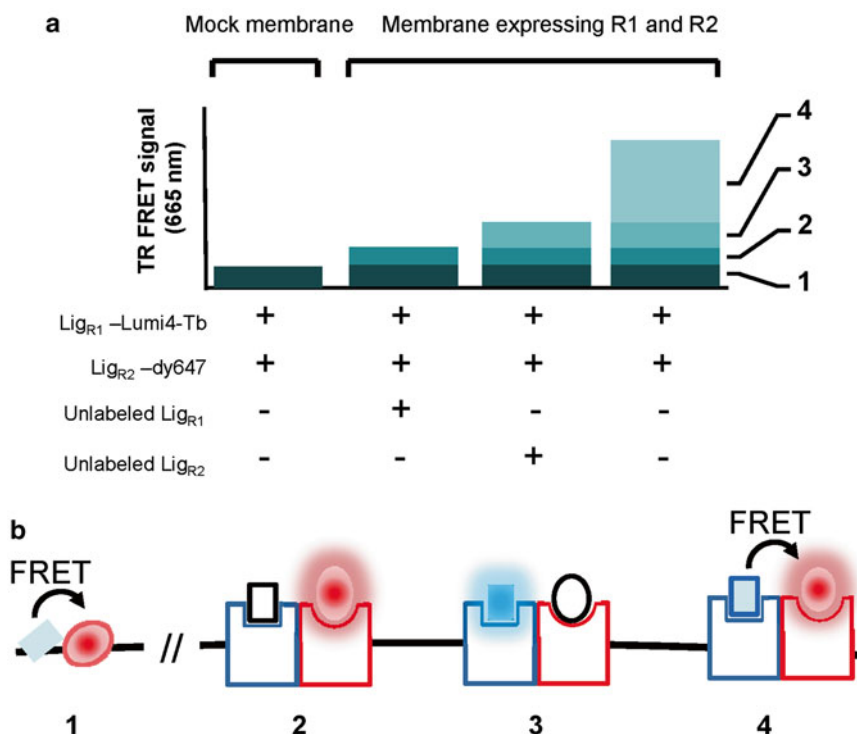 a
Mock membrane
Membrane expressing R1 and R2
TR FRET signal
(665 nm)
4
3
2
1
LigR1 –Lumi4-Tb + + + +
LigR2 –dy647 + + + +
Unlabeled LigR1 - + - -
Unlabeled LigR2 - - + -
b
FRET
FRET
//
1 2 3 4